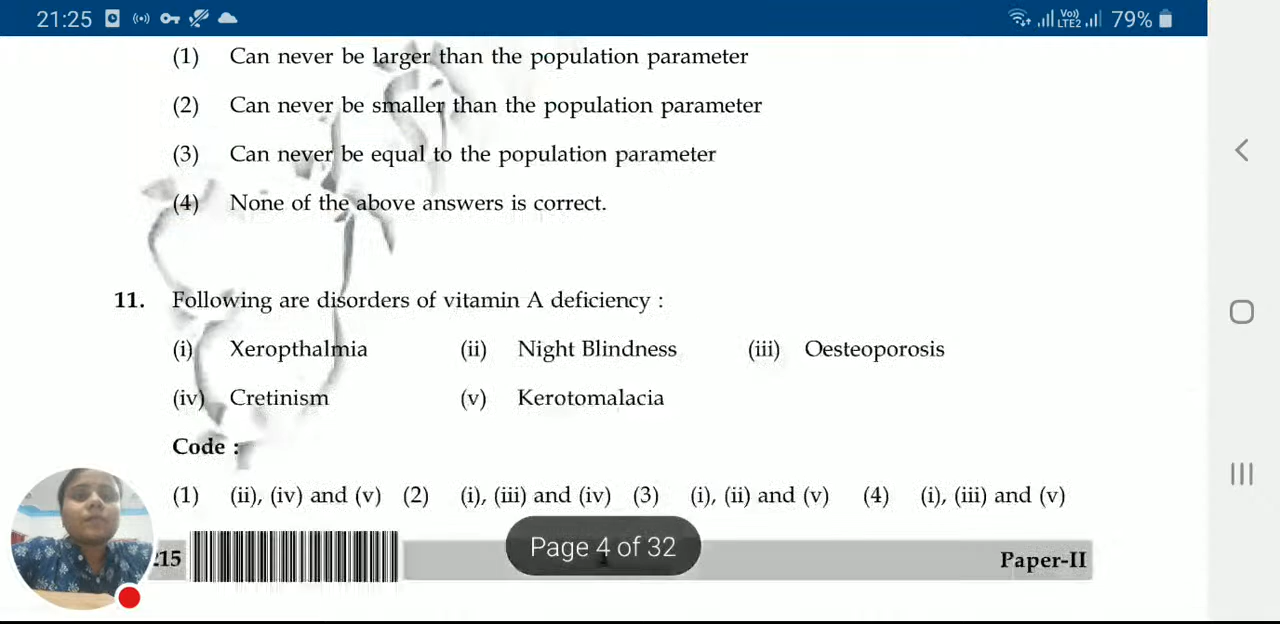 21:25 79%
Vo)) LTE2
(1) Can never be larger than the population parameter
(2) Can never be smaller than the population parameter
(3) Can never be equal to the population parameter
(4) None of the above answers is correct.
11. Following are disorders of vitamin A deficiency :
(i) Xeropthalmia (ii) Night Blindness (iii) Oesteoporosis
(iv) Cretinism (v) Kerotomalacia
Code :
(1) (ii), (iv) and (v) (2) (i), (iii) and (iv) (3) (i), (ii) and (v) (4) (i), (iii) and (v)
15 Page 4 of 32 Paper-II